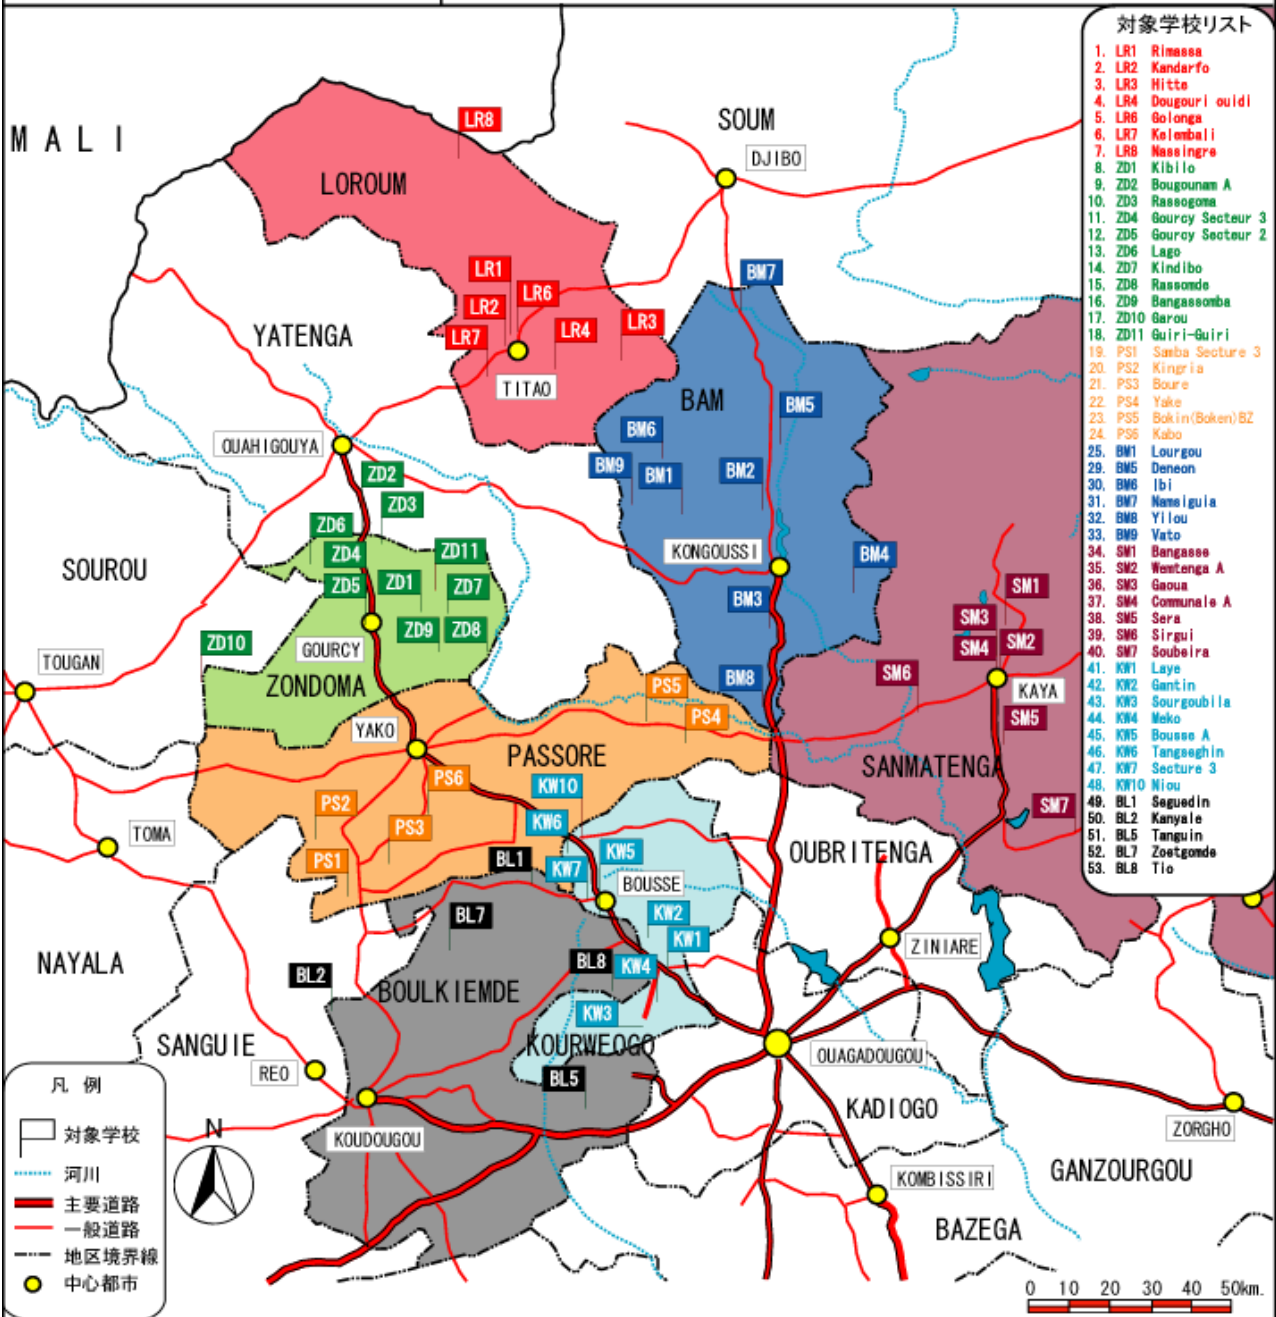 対象学校リスト
1. LR1 Rimassa
2. LR2 Kandarfo
3. LR3 Hitte
4. LR4 Dougouri ouidi
5. LR6 Golonga
6. LR7 Kelembali
7. LR8 Nassingre
8. ZD1 Kibilo
9. ZD2 Bougounam A
10. ZD3 Rassogoma
11. ZD4 Gourcy Secteur 3
12. ZD5 Gourcy Secteur 2
13. ZD6 Lago
14. ZD7 Kindibo
15. ZD8 Rassomde
16. ZD9 Bangassomba
17. ZD10 Garou
18. ZD11 Guiri-Guiri
19. PS1 Samba Secture 3
20. PS2 Kingria
21. PS3 Boure
22. PS4 Yake
23. PS5 Bokin(Boken)BZ
24. PS6 Kabo
25. BM1 Lourgou
29. BM5 Deneon
30. BM6 Ibi
31. BM7 Namsiguia
32. BM8 Yilou
33. BM9 Vato
34. SM1 Bangasse
35. SM2 Wemtenga A
36. SM3 Gaoua
37. SM4 Communale A
38. SM5 Sera
39. SM6 Sirgui
40. SM7 Soubeira
41. KW1 Laye
42. KW2 Gantin
43. KW3 Sourgoubila
44. KW4 Meko
45. KW5 Bousse A
46. KW6 Tangseghin
47. KW7 Secture 3
48. KW10 Niou
49. BL1 Seguedin
50. BL2 Kanyale
51. BL5 Tanguin
52. BL7 Zoetgomde
53. BL8 Tio
MALI
LR8
SOUM
DJIBO
LOROUM
LR1
LR6
LR2
LR7
LR4
LR3
TITAO
YATENGA
BM7
BAM
BM5
BM6
BM9
BM1
BM2
OUAHIGOUYA
ZD2
ZD3
ZD6
ZD4
ZD11
ZD5
ZD1
ZD7
ZD9
ZD8
ZD10
SOUROU
KONGOUSSI
BM4
BM3
BM8
SM1
SM3
SM2
SM4
SM6
KAYA
SM5
SANMATENGA
SM7
GOURCY
ZONDOMA
TOUGAN
YAKO
PASSORE
PS5
PS4
PS6
PS2
PS3
PS1
TOMA
KW10
KW6
KW5
KW7
BL1
BOUSSE
OUBRITENGA
KW2
KW1
BL7
BL8
KW4
ZINIARE
NAYALA
BL2
BOULKIEMDE
KW3
KOURWEOGO
SANGUIE
REO
BL5
OUAGADOUGOU
KADIOGO
KOUDOUGOU
ZORGHO
GANZOURGOU
KOMBISSIRI
BAZEGA
凡例
対象学校
河川
主要道路
一般道路
地区境界線
中心都市
N
0 10 20 30 40 50km.